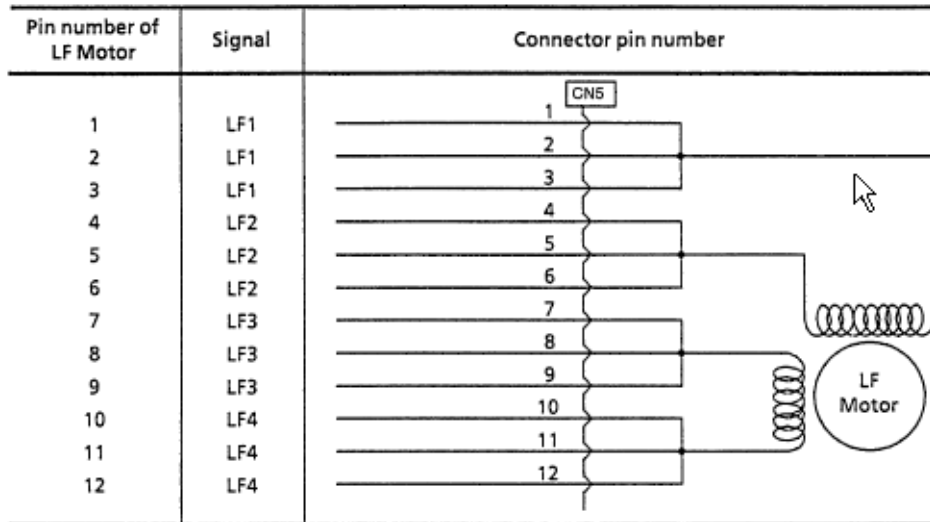 Pin number of LF Motor Signal Connector pin number
CN5
1 LF1 1
2 LF1 2
3 LF1 3
4 LF2 4
5 LF2 5
6 LF2 6
7 LF3 7
8 LF3 8
9 LF3 9
10 LF4 10
11 LF4 11
12 LF4 12
LF
Motor